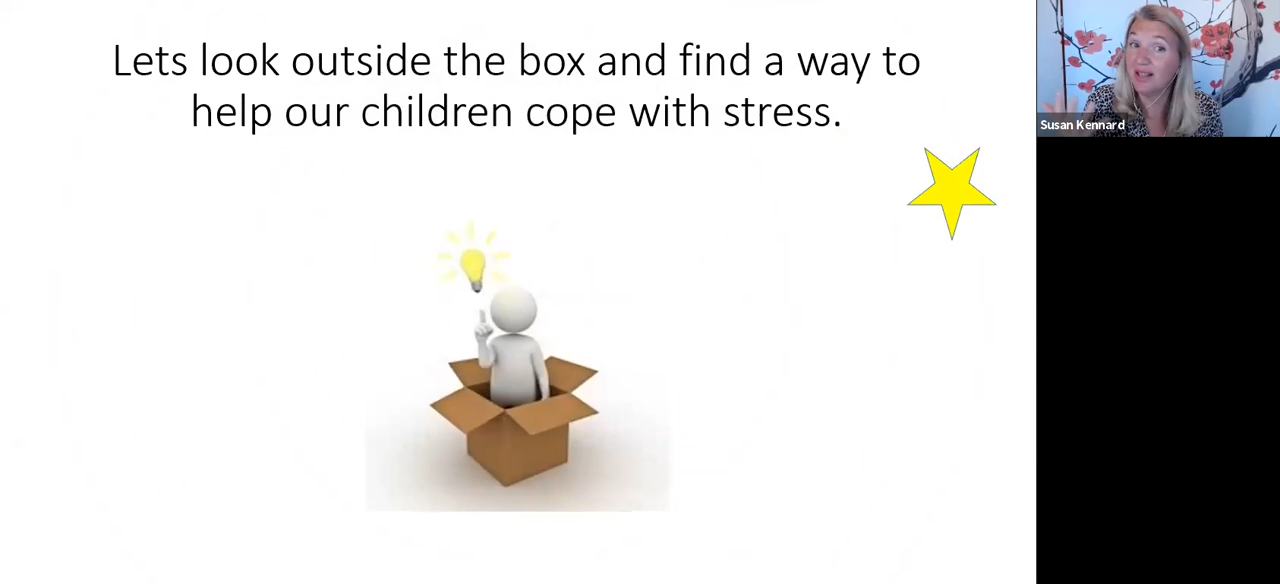 Lets look outside the box and find a way to
help our children cope with stress.
Susan Kennard